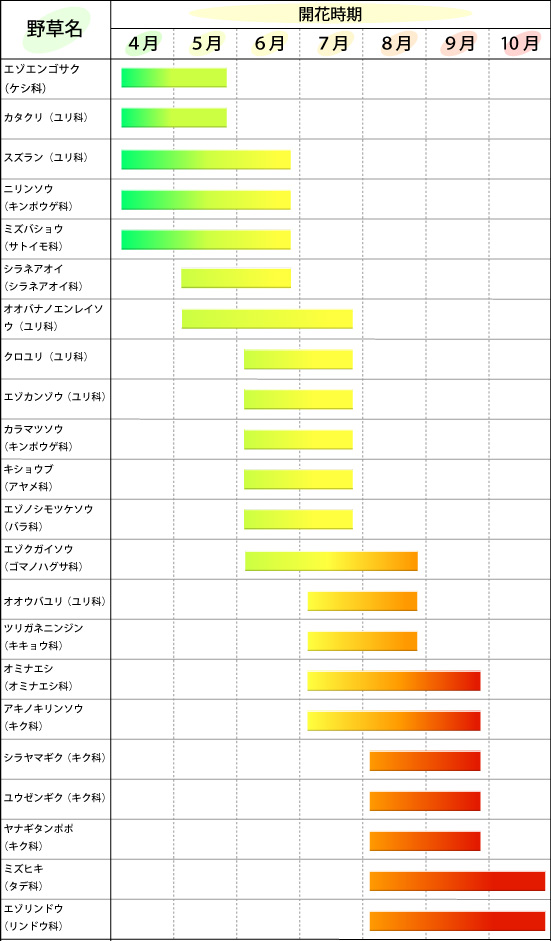 野草名
開花時期
4月 5月 6月 7月 8月 9月 10月
エゾエンゴサク
（ケシ科）
カタクリ（ユリ科）
スズラン（ユリ科）
ニリンソウ
（キンポウゲ科）
ミズバショウ
（サトイモ科）
シラネアオイ
（シラネアオイ科）
オオバナノエンレイソ
ウ（ユリ科）
クロユリ（ユリ科）
エゾカンゾウ（ユリ科）
カラマツソウ
（キンポウゲ科）
キショウブ
（アヤメ科）
エゾノシモツケソウ
（バラ科）
エゾクガイソウ
（ゴマノハグサ科）
オオウバユリ（ユリ科）
ツリガネニンジン
（キキョウ科）
オミナエシ
（オミナエシ科）
アキノキリンソウ
（キク科）
シラヤマギク（キク科）
ユウゼンギク（キク科）
ヤナギタンポポ
（キク科）
ミズヒキ
（タデ科）
エゾリンドウ
（リンドウ科）